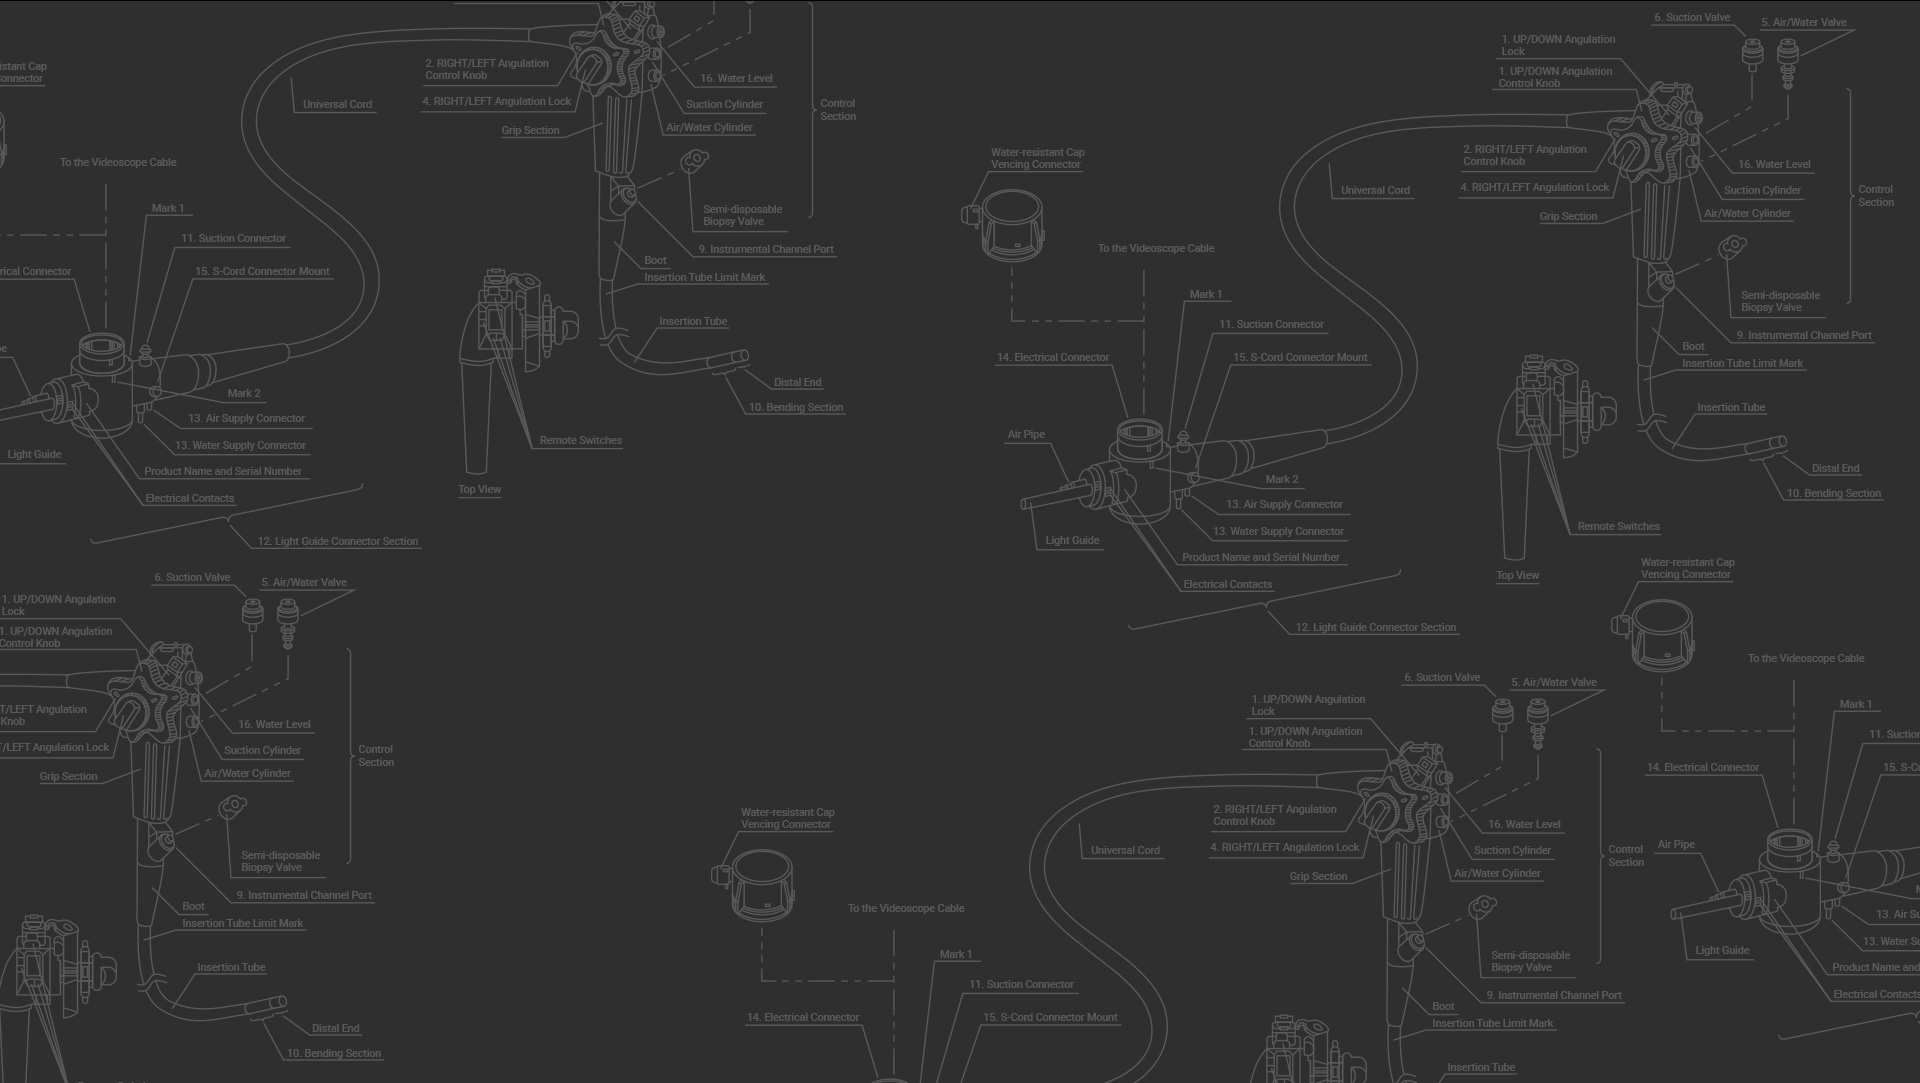 istant Cap
Connector
2. RIGHT/LEFT Angulation
Control Knob
4. RIGHT/LEFT Angulation Lock
Grip Section
Universal Cord
16. Water Level
Suction Cylinder
Air/Water Cylinder
Control
Section
To the Videoscope Cable
Mark 1
11. Suction Connector
15. S-Cord Connector Mount
rical Connector
Semi-disposable
Biopsy Valve
9. Instrumental Channel Port
Boot
Insertion Tube Limit Mark
Insertion Tube
Distal End
10. Bending Section
Remote Switches
Top View
pe
Mark 2
13. Air Supply Connector
13. Water Supply Connector
Light Guide
Product Name and Serial Number
Electrical Contacts
12. Light Guide Connector Section
6. Suction Valve
5. Air/Water Valve
1. UP/DOWN Angulation
Lock
1. UP/DOWN Angulation
Control Knob
2. RIGHT/LEFT Angulation
Control Knob
4. RIGHT/LEFT Angulation Lock
Grip Section
Universal Cord
16. Water Level
Suction Cylinder
Air/Water Cylinder
Control
Section
Water-resistant Cap
Vencing Connector
To the Videoscope Cable
Mark 1
11. Suction Connector
14. Electrical Connector
15. S-Cord Connector Mount
Semi-disposable
Biopsy Valve
9. Instrumental Channel Port
Boot
Insertion Tube Limit Mark
Insertion Tube
Distal End
10. Bending Section
Remote Switches
Top View
Air Pipe
Mark 2
13. Air Supply Connector
13. Water Supply Connector
Light Guide
Product Name and Serial Number
Electrical Contacts
12. Light Guide Connector Section
6. Suction Valve
5. Air/Water Valve
1. UP/DOWN Angulation
Lock
1. UP/DOWN Angulation
Control Knob
T/LEFT Angulation
Knob
T/LEFT Angulation Lock
Grip Section
16. Water Level
Suction Cylinder
Air/Water Cylinder
Control
Section
Semi-disposable
Biopsy Valve
9. Instrumental Channel Port
Boot
Insertion Tube Limit Mark
Insertion Tube
Distal End
10. Bending Section
6. Suction Valve
5. Air/Water Valve
1. UP/DOWN Angulation
Lock
1. UP/DOWN Angulation
Control Knob
2. RIGHT/LEFT Angulation
Control Knob
4. RIGHT/LEFT Angulation Lock
Grip Section
Universal Cord
16. Water Level
Suction Cylinder
Air/Water Cylinder
Control
Section
Water-resistant Cap
Vencing Connector
To the Videoscope Cable
Mark 1
11. Suction Connector
14. Electrical Connector
15. S-Cord Connector Mount
Semi-disposable
Biopsy Valve
9. Instrumental Channel Port
Boot
Insertion Tube Limit Mark
Insertion Tube
Water-resistant Cap
Vencing Connector
To the Videoscope Cable
Mark 1
11. Suction
14. Electrical Connector
15. S-Co
Air Pipe
M
13. Air Su
13. Water Su
Light Guide
Product Name and
Electrical Contacts